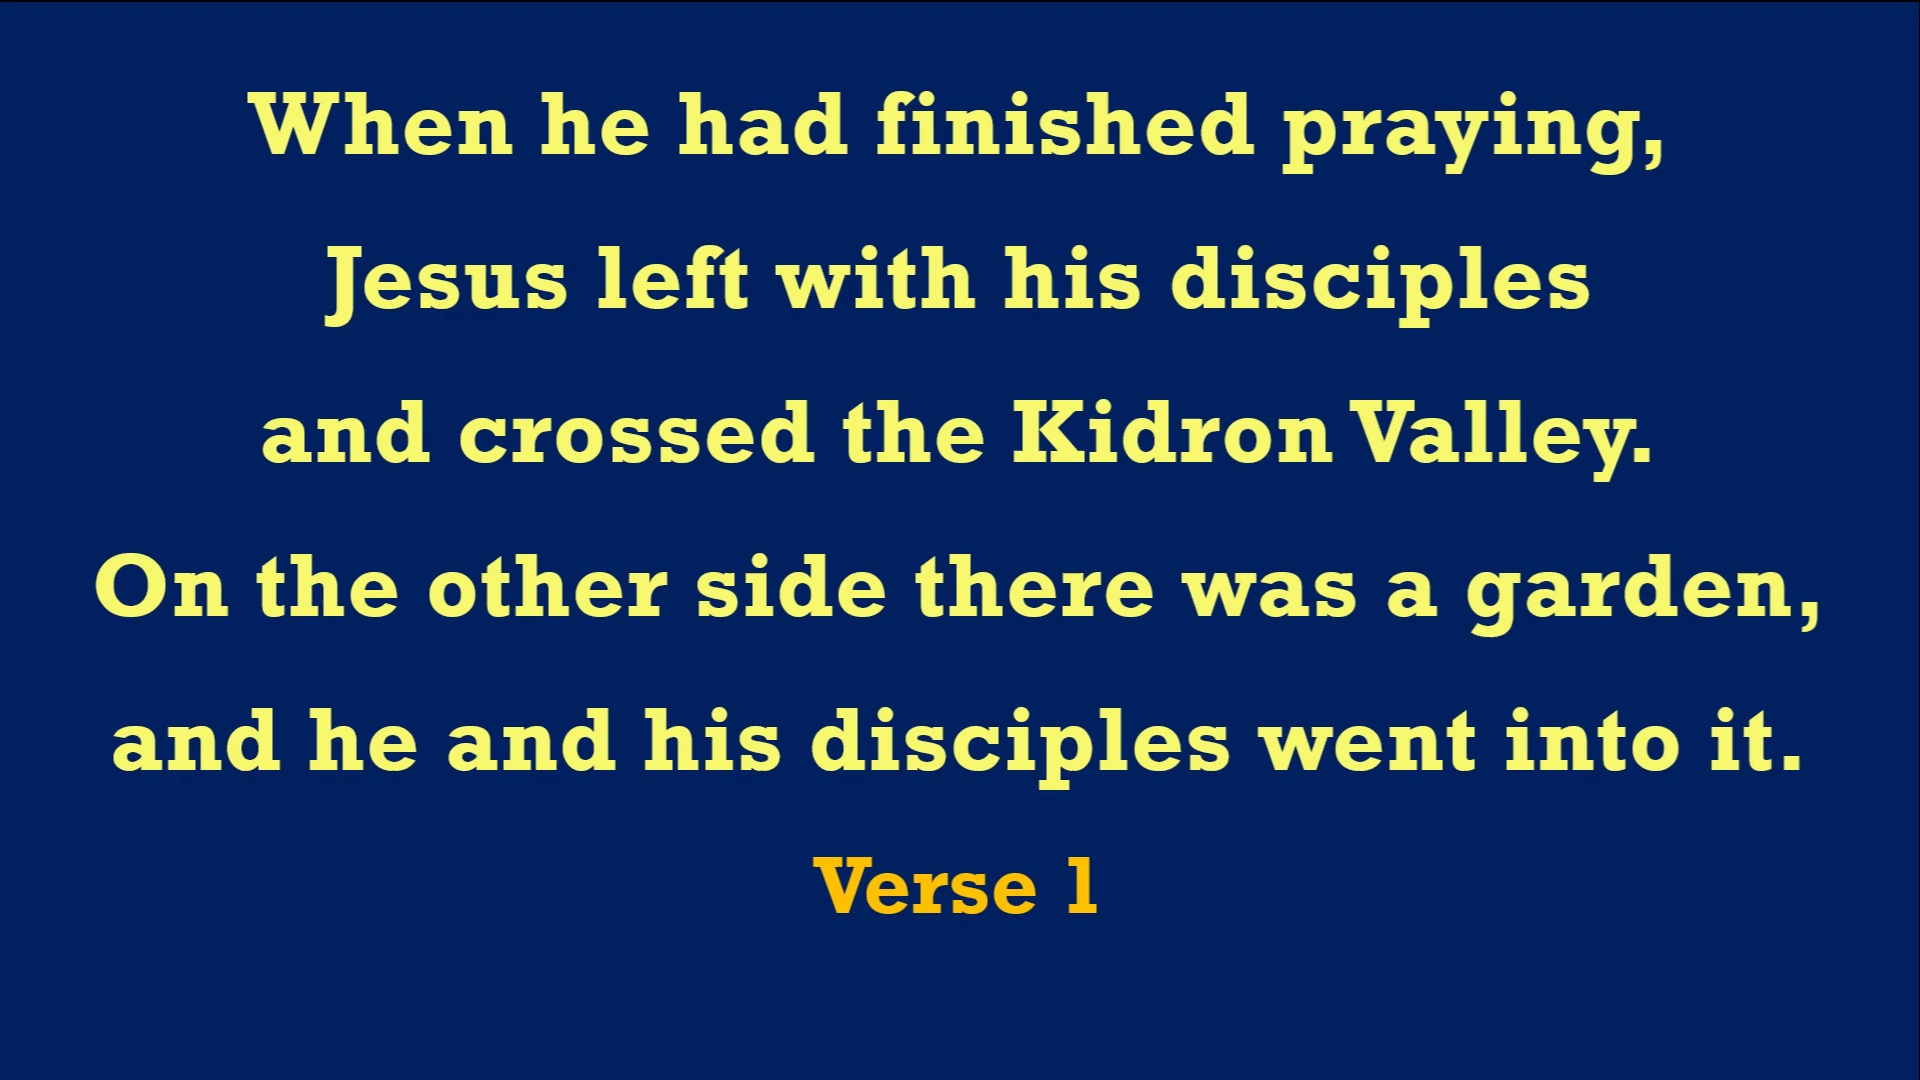 When he had finished praying,
Jesus left with his disciples
and crossed the Kidron Valley.
On the other side there was a garden,
and he and his disciples went into it.
Verse 1